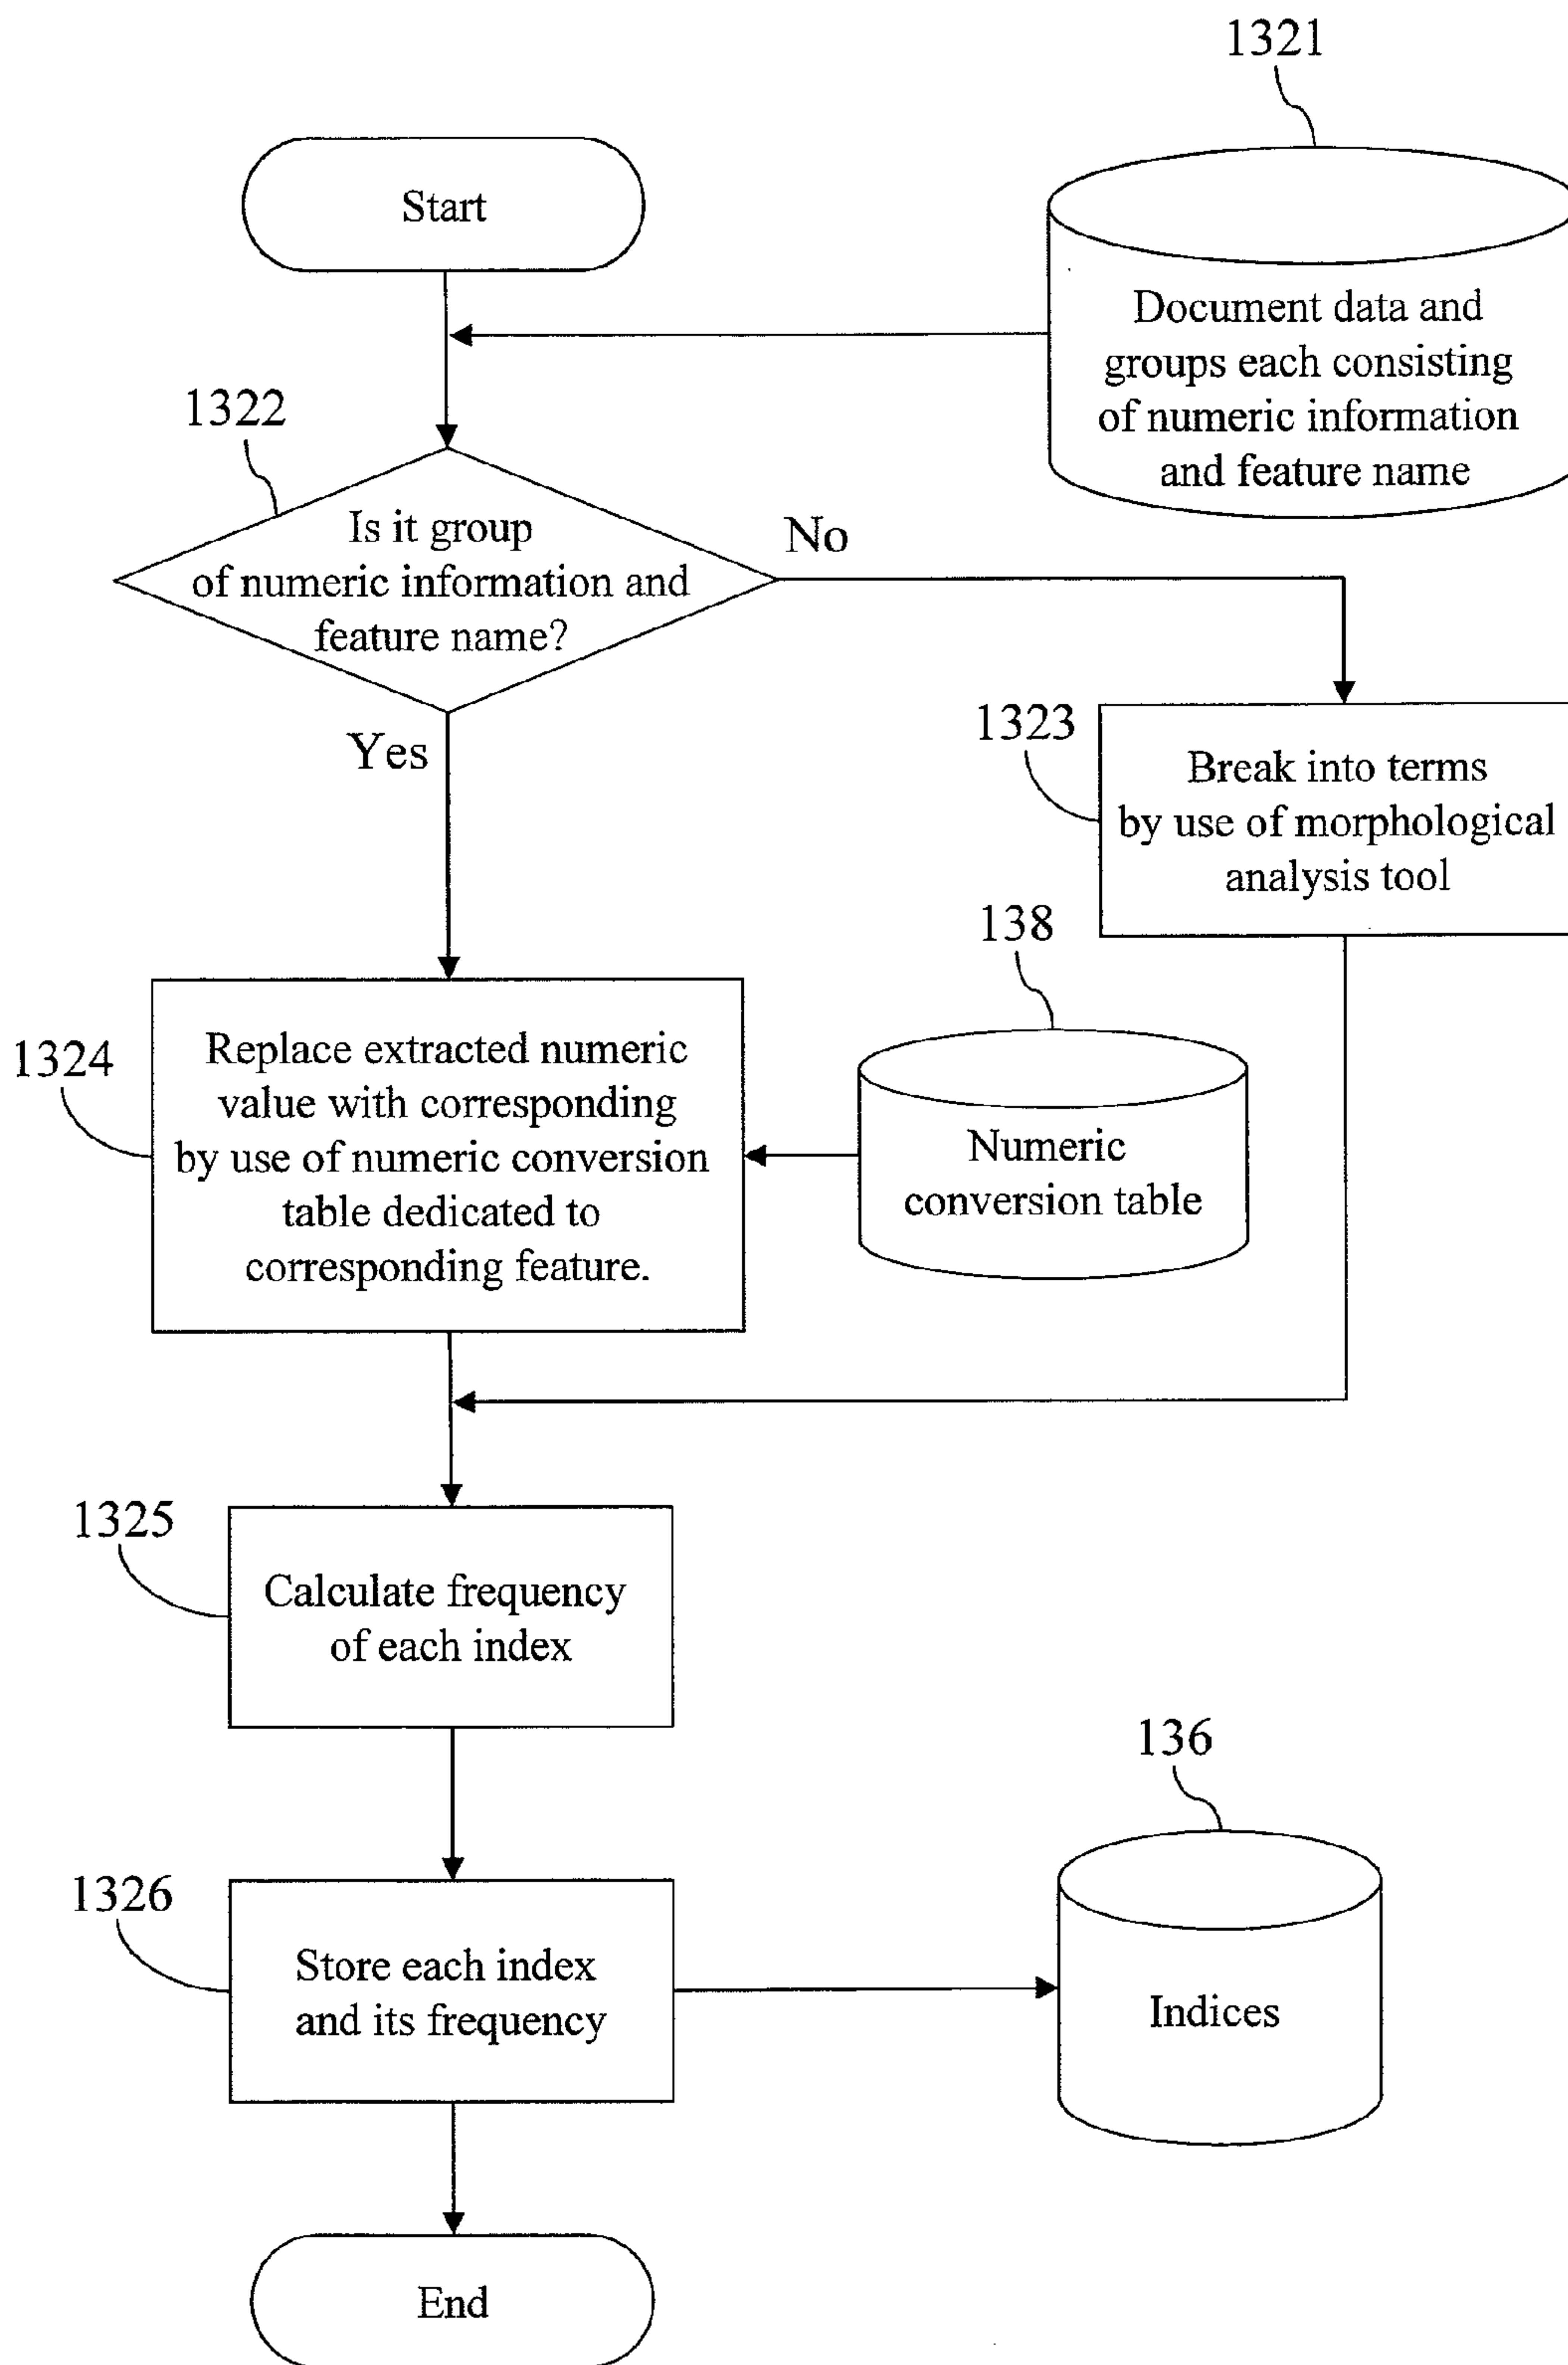 1321
Start
Document data and
groups each consisting
of numeric information
and feature name
1322
Is it group
of numeric information and
feature name?
No
Yes
1323
Break into terms
by use of morphological
analysis tool
138
1324
Replace extracted numeric
value with corresponding
by use of numeric conversion
table dedicated to
corresponding feature.
Numeric
conversion table
1325
Calculate frequency
of each index
136
1326
Store each index
and its frequency
Indices
End